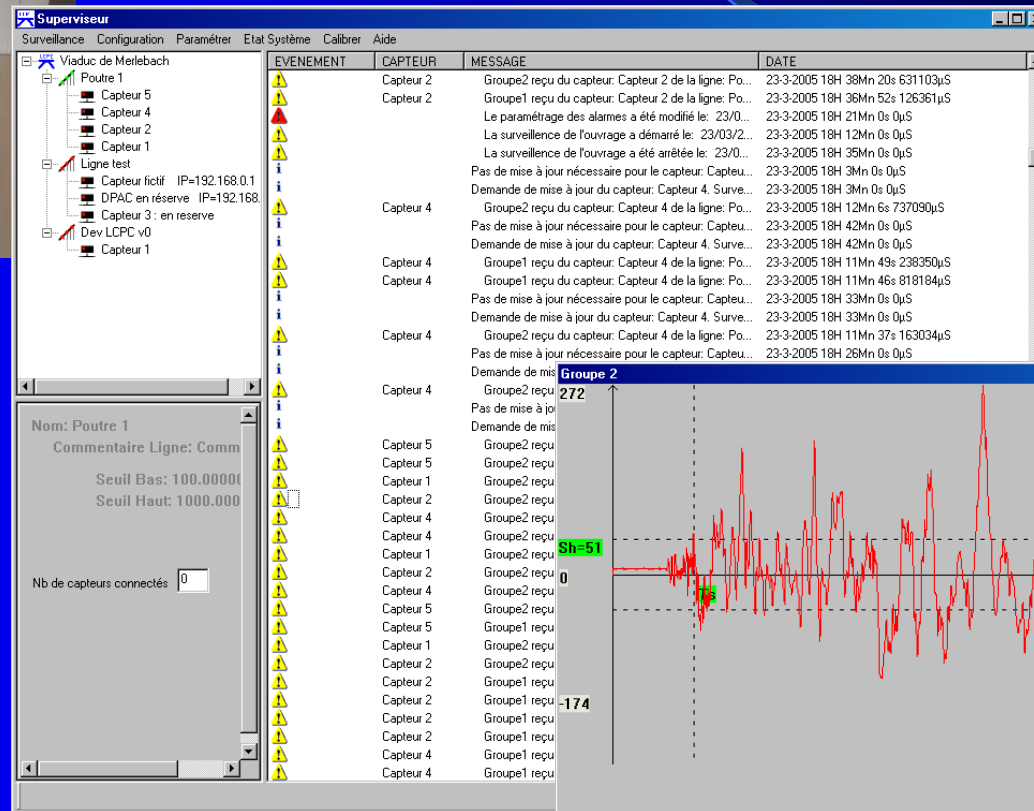 Superviseur
Surveillance Configuration Paramétrer Etat Système Calibrer Aide
Viaduc de Merlebach
Poutre 1
Capteur 5
Capteur 4
Capteur 2
Capteur 1
Ligne test
Capteur fictif IP=192.168.0.1
DPAC en réserve IP=192.168.
Capteur 3 : en reserve
Dev LCPC v0
Capteur 1
Nom: Poutre 1
Commentaire Ligne: Comm
Seuil Bas: 100.00000
Seuil Haut: 1000.000
Nb de capteurs connectés 0
EVENEMENT CAPTEUR MESSAGE DATE
Capteur 2 Groupe2 reçu du capteur: Capteur 2 de la ligne: Po... 23-3-2005 18H 38Mn 20s 631103µS
Capteur 2 Groupe1 reçu du capteur: Capteur 2 de la ligne: Po... 23-3-2005 18H 36Mn 52s 126361µS
Le paramétrage des alarmes a été modifié le: 23/0... 23-3-2005 18H 21Mn 0s 0µS
La surveillence de l'ouvrage a démarré le: 23/03/2... 23-3-2005 18H 12Mn 0s 0µS
La surveillence de l'ouvrage a été arrêtée le: 23/0... 23-3-2005 18H 35Mn 0s 0µS
Pas de mise à jour nécessaire pour le capteur: Capteu... 23-3-2005 18H 3Mn 0s 0µS
Demande de mise à jour du capteur: Capteur 4. Surve... 23-3-2005 18H 3Mn 0s 0µS
Capteur 4 Groupe2 reçu du capteur: Capteur 4 de la ligne: Po... 23-3-2005 18H 12Mn 6s 737090µS
Pas de mise à jour nécessaire pour le capteur: Capteu... 23-3-2005 18H 42Mn 0s 0µS
Demande de mise à jour du capteur: Capteur 4. Surve... 23-3-2005 18H 42Mn 0s 0µS
Capteur 4 Groupe1 reçu du capteur: Capteur 4 de la ligne: Po... 23-3-2005 18H 11Mn 49s 238350µS
Capteur 4 Groupe1 reçu du capteur: Capteur 4 de la ligne: Po... 23-3-2005 18H 11Mn 46s 818184µS
Pas de mise à jour nécessaire pour le capteur: Capteu... 23-3-2005 18H 33Mn 0s 0µS
Demande de mise à jour du capteur: Capteur 4. Surve... 23-3-2005 18H 33Mn 0s 0µS
Capteur 4 Groupe2 reçu du capteur: Capteur 4 de la ligne: Po... 23-3-2005 18H 11Mn 37s 163034µS
Pas de mise à jour nécessaire pour le capteur: Capteu... 23-3-2005 18H 26Mn 0s 0µS
Demande de mis
Capteur 4 Groupe2 reçu
Pas de mise à jo
Demande de mis
Capteur 5 Groupe2 reçu
Capteur 5 Groupe2 reçu
Capteur 1 Groupe2 reçu
Capteur 2 Groupe2 reçu
Capteur 4 Groupe2 reçu
Capteur 4 Groupe2 reçu
Capteur 1 Groupe2 reçu
Capteur 2 Groupe2 reçu
Capteur 4 Groupe2 reçu
Capteur 5 Groupe2 reçu
Capteur 5 Groupe1 reçu
Capteur 1 Groupe2 reçu
Capteur 2 Groupe2 reçu
Capteur 2 Groupe1 reçu
Capteur 2 Groupe1 reçu
Capteur 2 Groupe1 reçu
Capteur 2 Groupe1 reçu
Capteur 4 Groupe1 reçu
Capteur 4 Groupe1 reçu
Groupe 2
272
Sh=51
0
Ts
-174